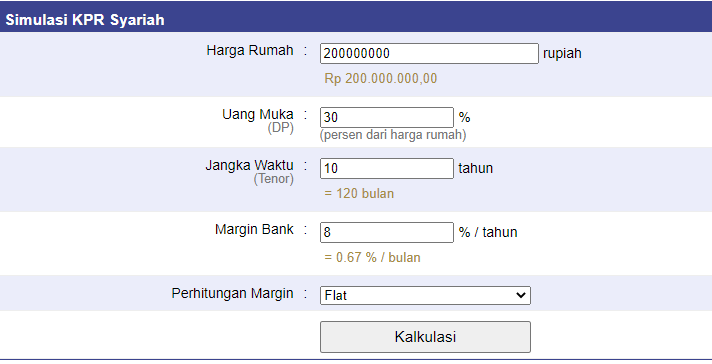 Simulasi KPR Syariah
Harga Rumah : 200000000 rupiah
Rp 200.000.000,00
Uang Muka : 30 %
(DP) (persen dari harga rumah)
Jangka Waktu : 10 tahun
(Tenor)
= 120 bulan
Margin Bank : 8 % / tahun
= 0.67 % / bulan
Perhitungan Margin : Flat
Kalkulasi